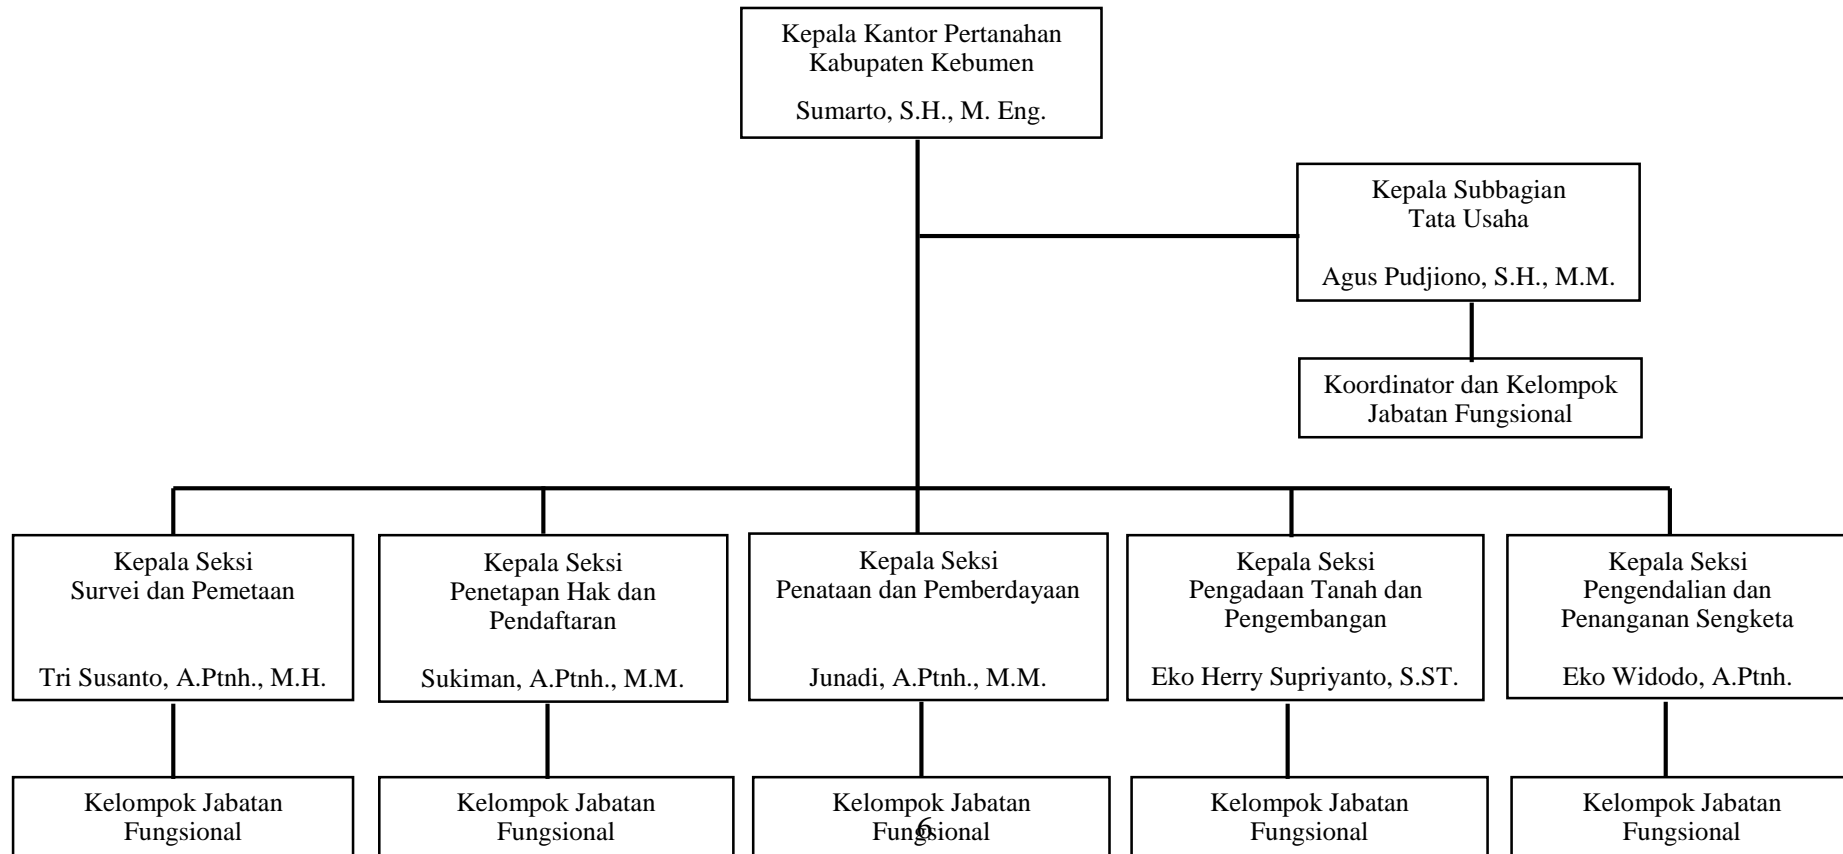 Kepala Kantor Pertanahan
Kabupaten Kebumen
Sumarto, S.H., M. Eng.
Kepala Subbagian
Tata Usaha
Agus Pudjiono, S.H., M.M.
Koordinator dan Kelompok
Jabatan Fungsional
Kepala Seksi
Survei dan Pemetaan
Tri Susanto, A.Ptnh., M.H.
Kepala Seksi
Penetapan Hak dan
Pendaftaran
Sukiman, A.Ptnh., M.M.
Kepala Seksi
Penataan dan Pemberdayaan
Junadi, A.Ptnh., M.M.
Kepala Seksi
Pengadaan Tanah dan
Pengembangan
Eko Herry Supriyanto, S.ST.
Kepala Seksi
Pengendalian dan
Penanganan Sengketa
Eko Widodo, A.Ptnh.
Kelompok Jabatan
Fungsional
Kelompok Jabatan
Fungsional
Kelompok Jabatan
Fungsional
Kelompok Jabatan
Fungsional
Kelompok Jabatan
Fungsional
6